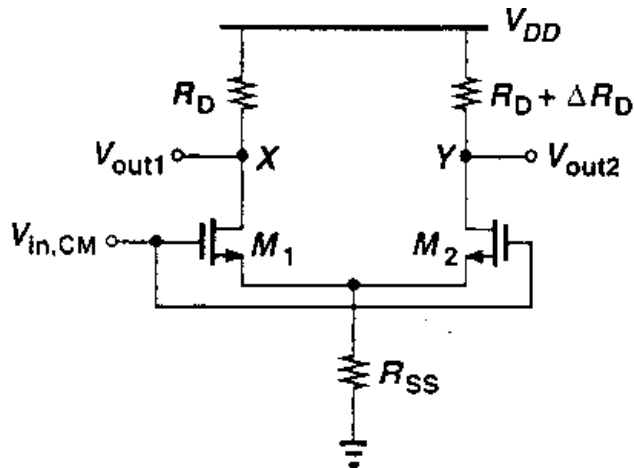 V_DD
R_D
R_D + ΔR_D
V_out1
X
Y
V_out2
V_in,CM
M_1
M_2
R_SS